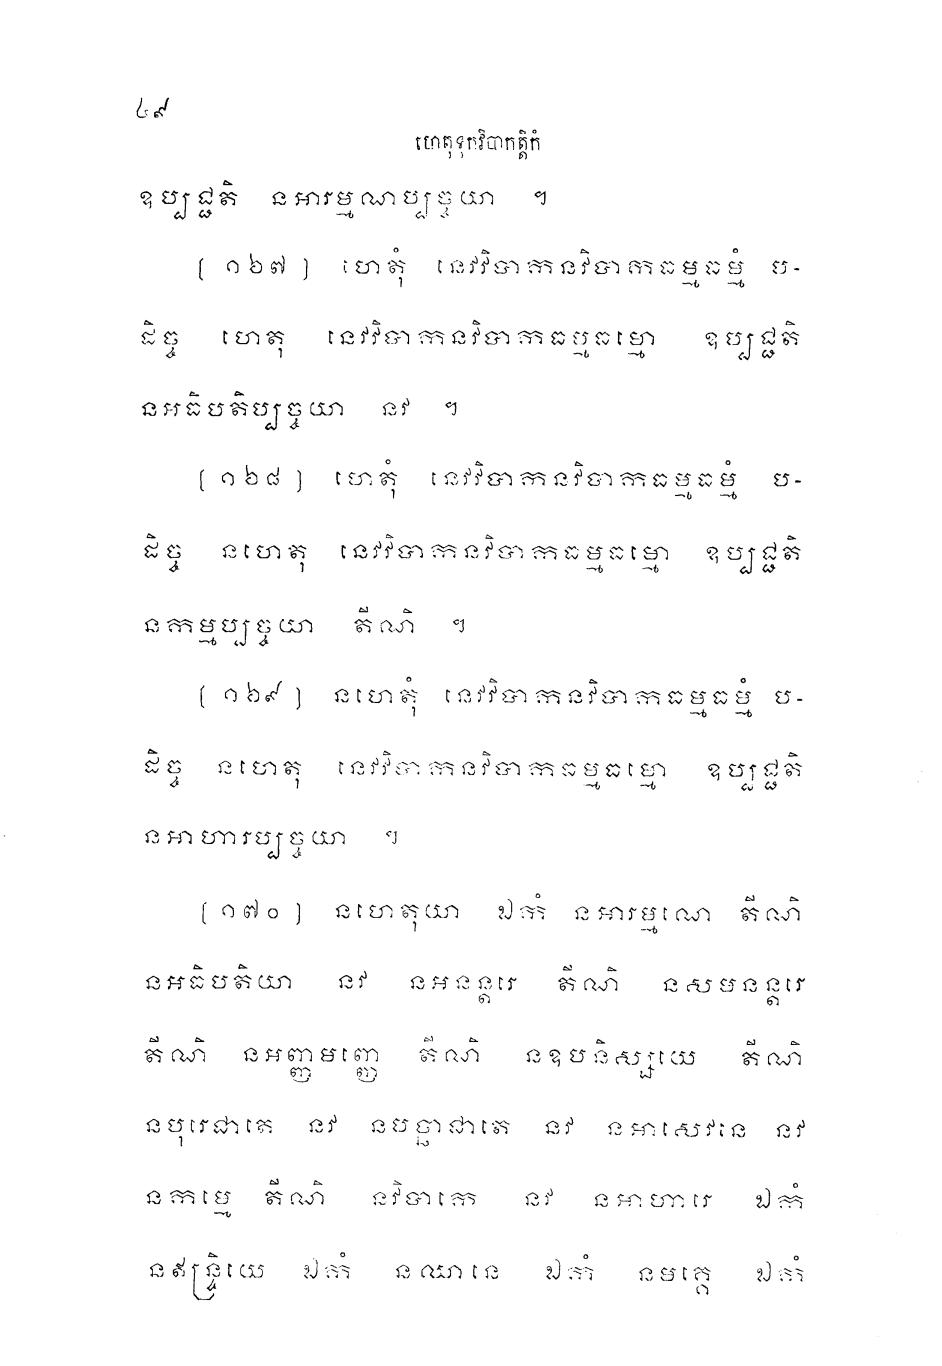 ៤៩
ហេតុទុកវិបាកត្តិកំ
ឧប្បជ្ជតិ នអារម្មណប្បច្ចយា ។
[ ១៦៧ ] ហេតុំ នេវវិបាកនវិបាកធម្មធម្មំ ប-
ដិច្ច ហេតុ នេវវិបាកនវិបាកធម្មធម្មោ ឧប្បជ្ជតិ
នអធិបតិប្បច្ចយា នវ ។
[ ១៦៨ ] ហេតុំ នេវវិបាកនវិបាកធម្មធម្មំ ប-
ដិច្ច នហេតុ នេវវិបាកនវិបាកធម្មធម្មោ ឧប្បជ្ជតិ
នកម្មប្បច្ចយា តីណិ ។
[ ១៦៩ ] នហេតុំ នេវវិបាកនវិបាកធម្មធម្មំ ប-
ដិច្ច នហេតុ នេវវិបាកនវិបាកធម្មធម្មោ ឧប្បជ្ជតិ
នអាហារប្បច្ចយា ។
[ ១៧០ ] នហេតុយា ឯកំ នអារម្មណេ តីណិ
នអធិបតិយា នវ នអនន្តរេ តីណិ នសមនន្តរេ
តីណិ នអញ្ញមញ្ញេ តីណិ នឧបនិស្សយេ តីណិ
នបុរេជាតេ នវ នបច្ឆាជាតេ នវ នអាសេវនេ នវ
នកម្មេ តីណិ នវិបាកេ នវ នអាហារេ ឯកំ
នឥន្ទ្រិយេ ឯកំ នឈានេ ឯកំ នមគ្គេ ឯកំ